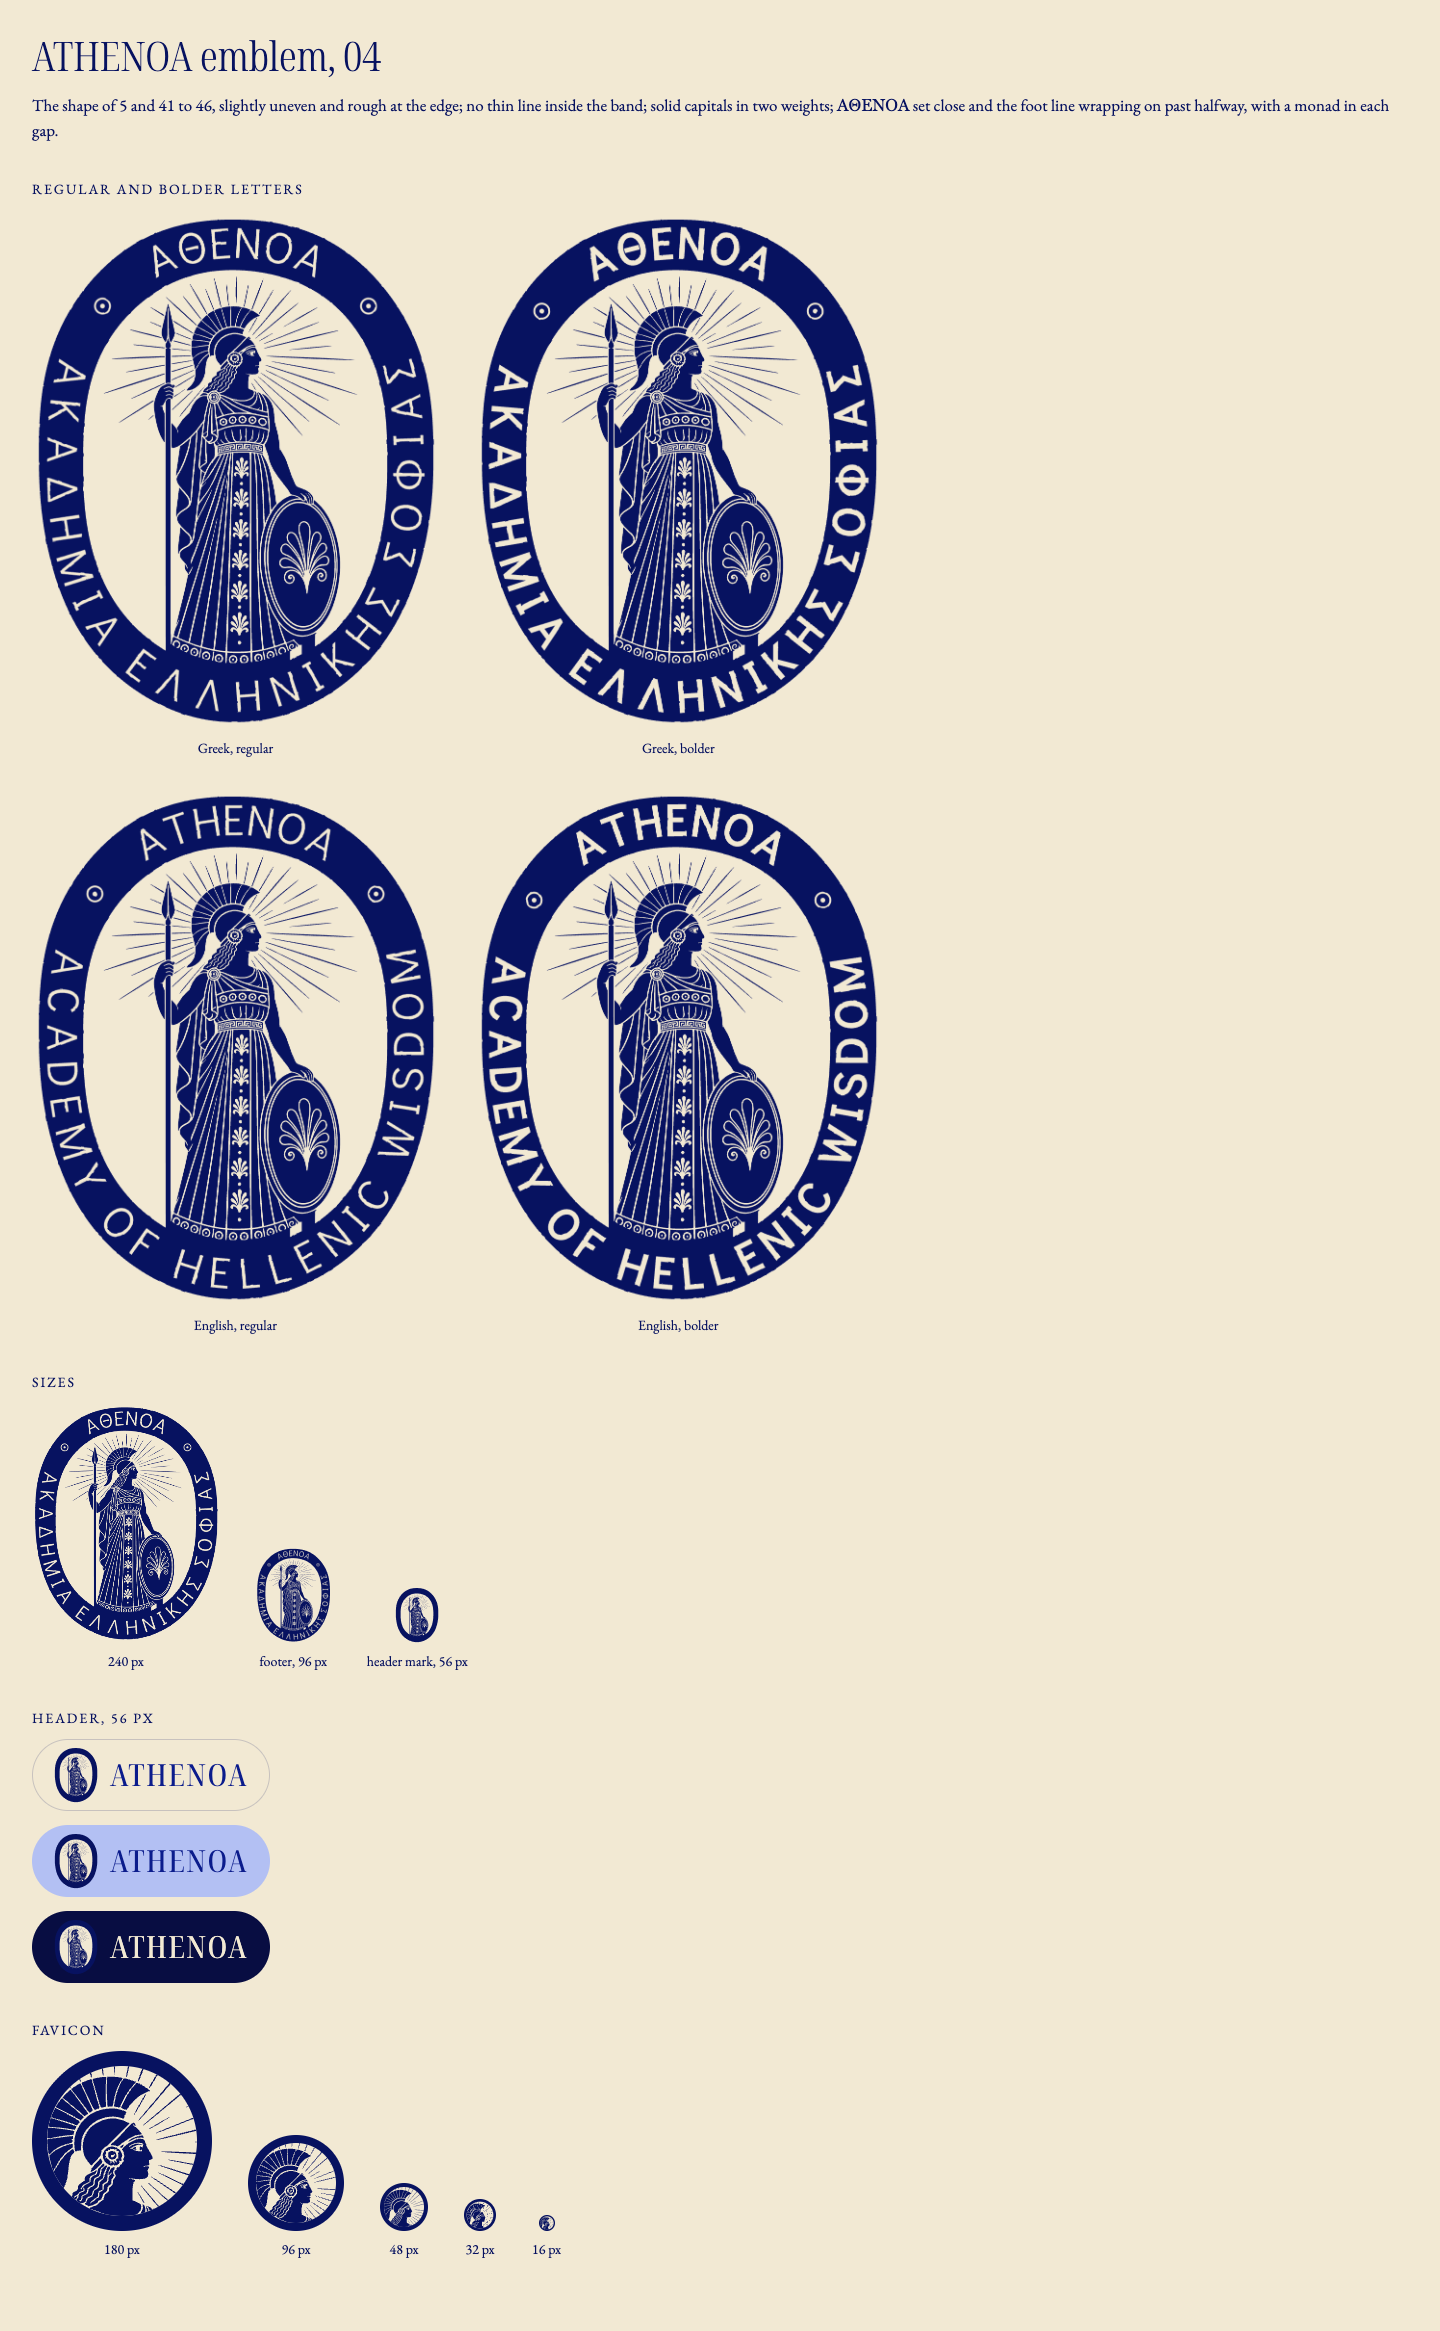 ATHENOA emblem, 04
The shape of 5 and 41 to 46, slightly uneven and rough at the edge; no thin line inside the band; solid capitals in two weights; ΑΘΕΝΟΑ set close and the foot line wrapping on past halfway, with a monad in each
gap.
REGULAR AND BOLDER LETTERS
ΑΘΕΝΟΑ
ΑΚΑΔΗΜΙΑ ΕΛΛΗΝΙΚΗΣ ΣΟΦΙΑΣ
Greek, regular
ΑΘΕΝΟΑ
ΑΚΑΔΗΜΙΑ ΕΛΛΗΝΙΚΗΣ ΣΟΦΙΑΣ
Greek, bolder
ATHENOA
ACADEMY OF HELLENIC WISDOM
English, regular
ATHENOA
ACADEMY OF HELLENIC WISDOM
English, bolder
SIZES
ΑΘΕΝΟΑ
ΑΚΑΔΗΜΙΑ ΕΛΛΗΝΙΚΗΣ ΣΟΦΙΑΣ
240 px
ΑΘΕΝΟΑ
ΑΚΑΔΗΜΙΑ ΕΛΛΗΝΙΚΗΣ ΣΟΦΙΑΣ
footer, 96 px
header mark, 56 px
HEADER, 56 PX
ATHENOA
ATHENOA
ATHENOA
FAVICON
180 px
96 px
48 px
32 px
16 px